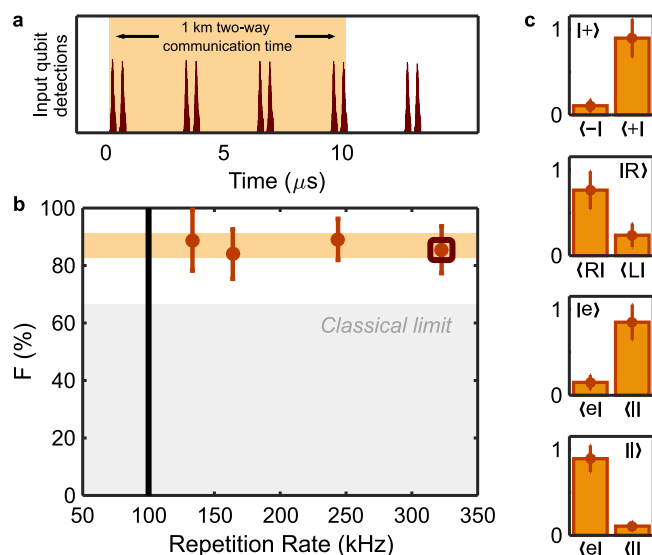 a
1 km two-way
communication time
Input qubit
detections
0 5 10
Time (μs)
b
100
80
60
40
20
0
F (%)
Classical limit
50 100 150 200 250 300 350
Repetition Rate (kHz)
c
1
0
|+⟩
⟨-| ⟨+|
1
0
|R⟩
⟨R| ⟨L|
1
0
|e⟩
⟨e| ⟨l|
1
0
|l⟩
⟨e| ⟨l|